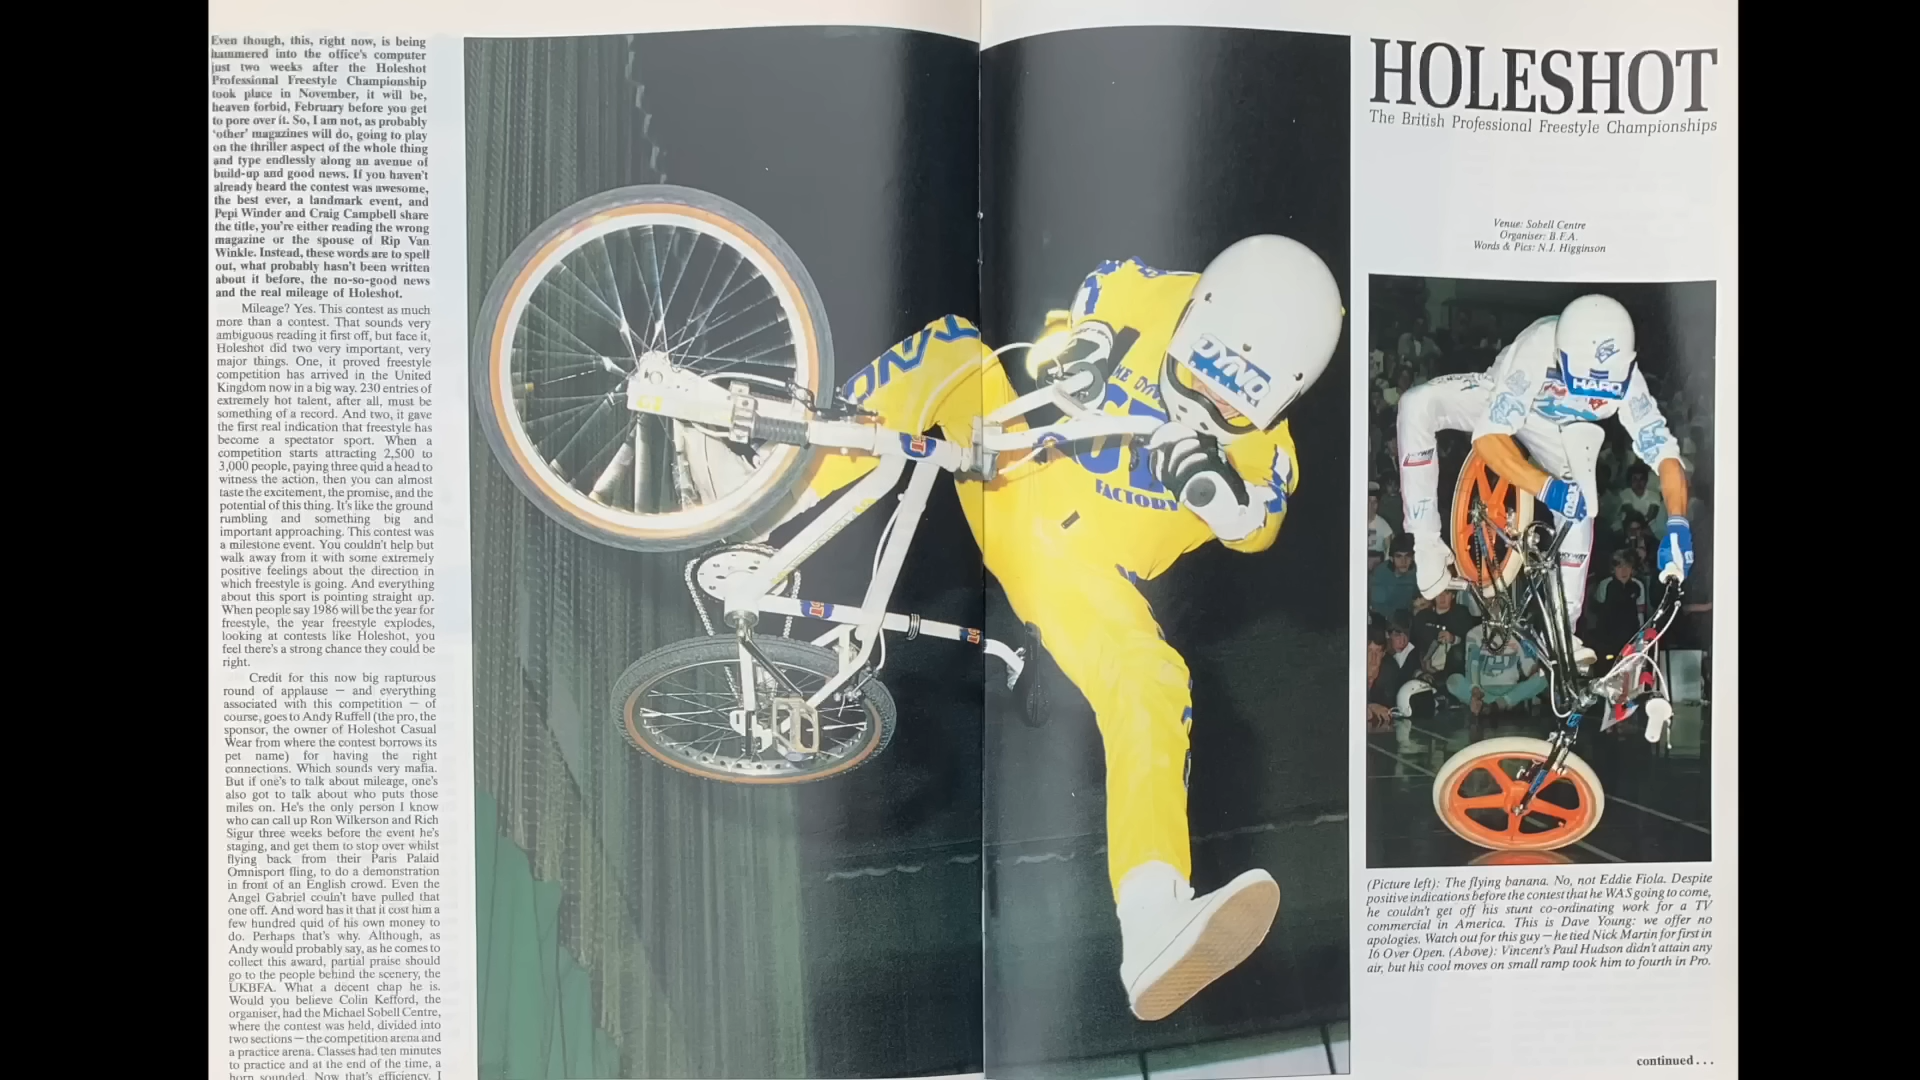 Even though, this, right now, is being
hammered into the office's computer
just two weeks after the Holeshot
Professional Freestyle Championship
took place in November, it will be,
heaven forbid, February before you get
to pore over it. So, I am not, as probably
'other' magazines will do, going to play
on the thriller aspect of the whole thing
and type endlessly along an avenue of
build-up and good news. If you haven't
already heard the contest was awesome,
the best ever, a landmark event, and
Pepi Winder and Craig Campbell share
the title, you're either reading the wrong
magazine or the spouse of Rip Van
Winkle. Instead, these words are to spell
out, what probably hasn't been written
about it before, the no-so-good news
and the real mileage of Holeshot.
Mileage? Yes. This contest as much
more than a contest. That sounds very
ambiguous reading it first off, but face it,
Holeshot did two very important, very
major things. One, it proved freestyle
competition has arrived in the United
Kingdom now in a big way. 230 entries of
extremely hot talent, after all, must be
something of a record. And two, it gave
the first real indication that freestyle has
become a spectator sport. When a
competition starts attracting 2,500 to
3,000 people, paying three quid a head to
witness the action, then you can almost
taste the excitement, the promise, and the
potential of this thing. It's like the ground
rumbling and something big and
important approaching. This contest was
a milestone event. You couldn't help but
walk away from it with some extremely
positive feelings about the direction in
which freestyle is going. And everything
about this sport is pointing straight up.
When people say 1986 will be the year for
freestyle, the year freestyle explodes,
looking at contests like Holeshot, you
feel there's a strong chance they could be
right.
Credit for this now big rapturous
round of applause — and everything
associated with this competition — of
course, goes to Andy Ruffell (the pro, the
sponsor, the owner of Holeshot Casual
Wear from where the contest borrows its
pet name) for having the right
connections. Which sounds very mafia.
But if one's to talk about mileage, one's
also got to talk about who puts those
miles on. He's the only person I know
who can call up Ron Wilkerson and Rich
Sigur three weeks before the event he's
staging, and get them to stop over whilst
flying back from their Paris Palaid
Omnisport fling, to do a demonstration
in front of an English crowd. Even the
Angel Gabriel couln't have pulled that
one off. And word has it that it cost him a
few hundred quid of his own money to
do. Perhaps that's why. Although, as
Andy would probably say, as he comes to
collect this award, partial praise should
go to the people behind the scenery, the
UKBFA. What a decent chap he is.
Would you believe Colin Kefford, the
organiser, had the Michael Sobell Centre,
where the contest was held, divided into
two sections — the competition arena and
a practice arena. Classes had ten minutes
to practice and at the end of the time, a
horn sounded. Now that's efficiency. I
DYNO
DYNO
FACTORY
GT
HOLESHOT
The British Professional Freestyle Championships
Venue: Sobell Centre
Organiser: B.F.A.
Words & Pics: N.J. Higginson
HARO
(Picture left): The flying banana. No, not Eddie Fiola. Despite
positive indications before the contest that he WAS going to come,
he couldn't get off his stunt co-ordinating work for a TV
commercial in America. This is Dave Young: we offer no
apologies. Watch out for this guy — he tied Nick Martin for first in
16 Over Open. (Above): Vincent's Paul Hudson didn't attain any
air, but his cool moves on small ramp took him to fourth in Pro.
continued . . .